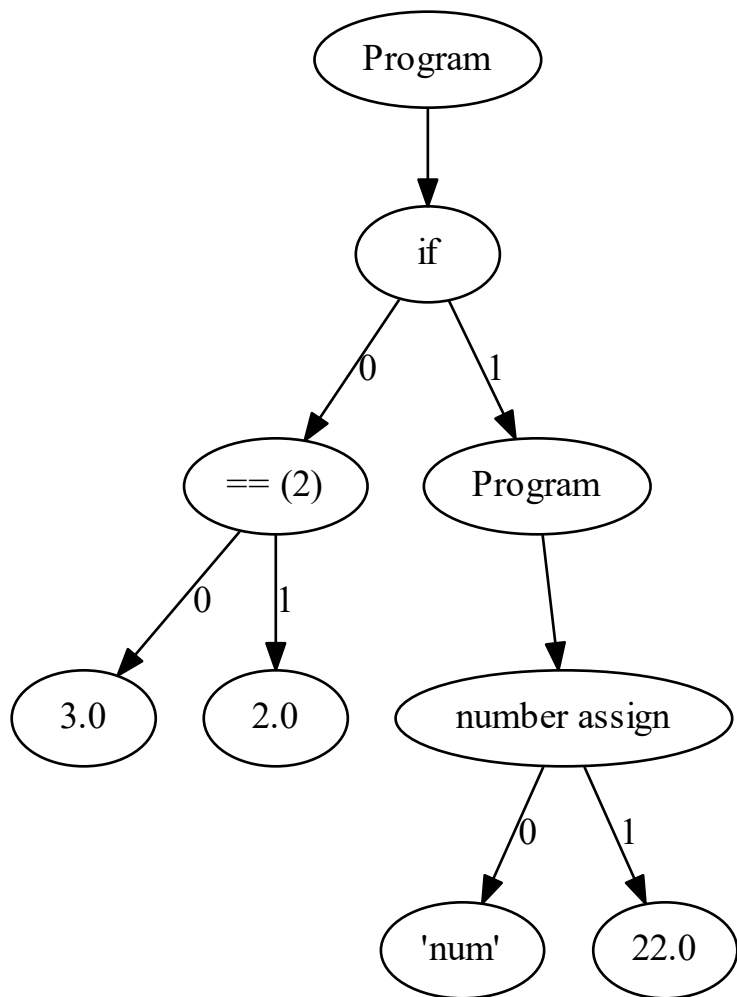 Program
if
0
1
== (2)
Program
0
1
3.0
2.0
number assign
0
1
'num'
22.0